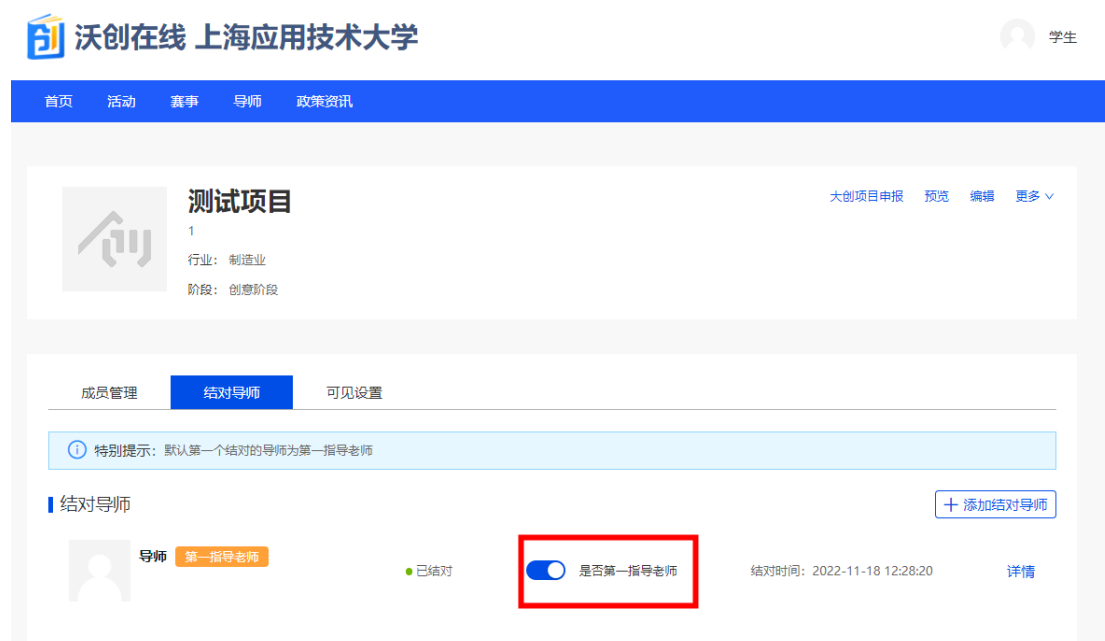 沃创在线 上海应用技术大学
学生
首页 活动 赛事 导师 政策资讯
测试项目
大创项目申报 预览 编辑 更多
1
行业： 制造业
阶段： 创意阶段
成员管理 结对导师 可见设置
特别提示：默认第一个结对的导师为第一指导老师
结对导师
添加结对导师
导师 第一指导老师
已结对 是否第一指导老师 结对时间：2022-11-18 12:28:20 详情